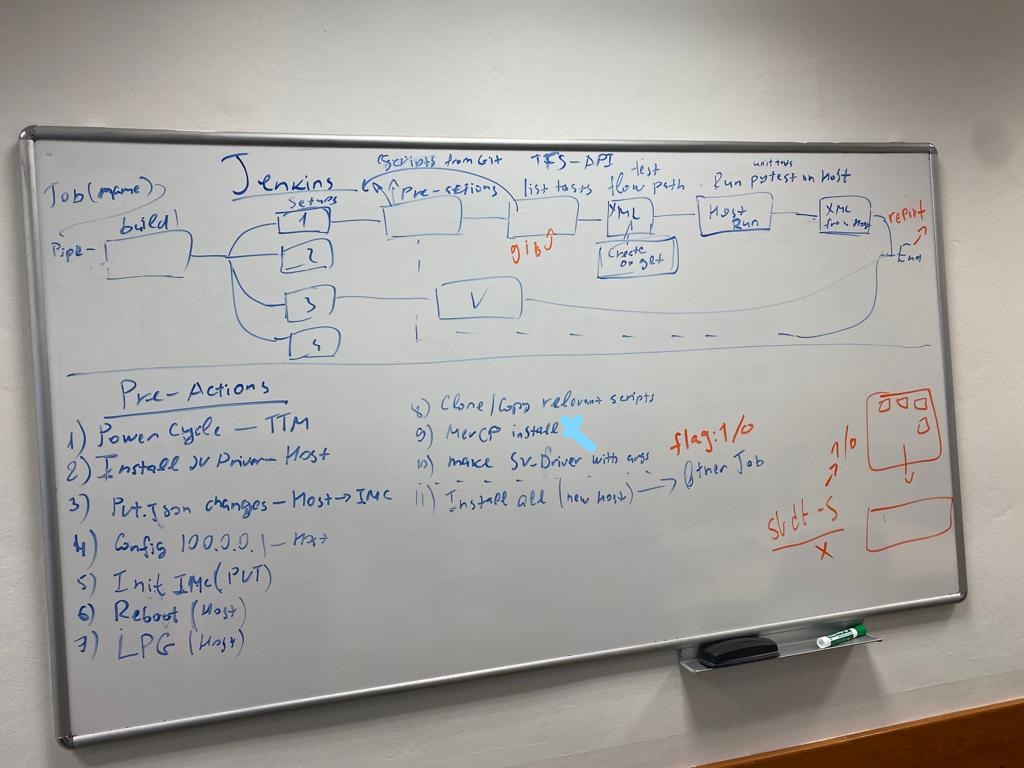 Jenkins
Job (name)
Pipe-
build
Setups
1
2
3
4
Scripts from Git
Pre-actions
TFS-API
list tests
git
test
flow path
XML
Create
or get
unit tests
Run pytest on Host
Host
Run
XML
from Host
report
End
V
Pre-Actions
1) Power Cycle - TTM
2) Install SV Driver - Host
3) Pvt.Json changes - Host → IMC
4) Config 100.0.0.1 - Host
5) Init IMC (PVT)
6) Reboot (Host)
7) LPG (Host)
8) Clone/Copy relevant scripts
9) MevCP install
10) make SV-Driver with args
11) Install all (new host) → Other Job
flag: 1/0
1/0
X